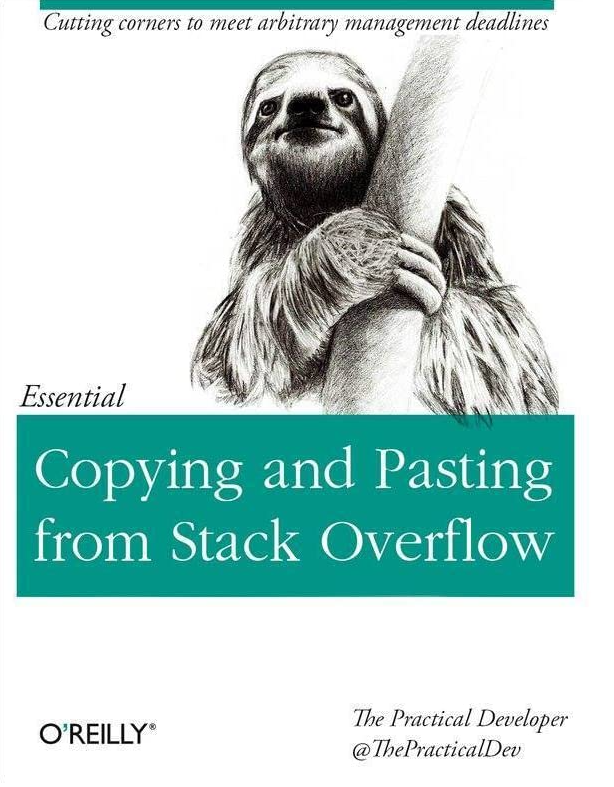 Cutting corners to meet arbitrary management deadlines
Essential
Copying and Pasting
from Stack Overflow
O'REILLY®
The Practical Developer
@ThePracticalDev